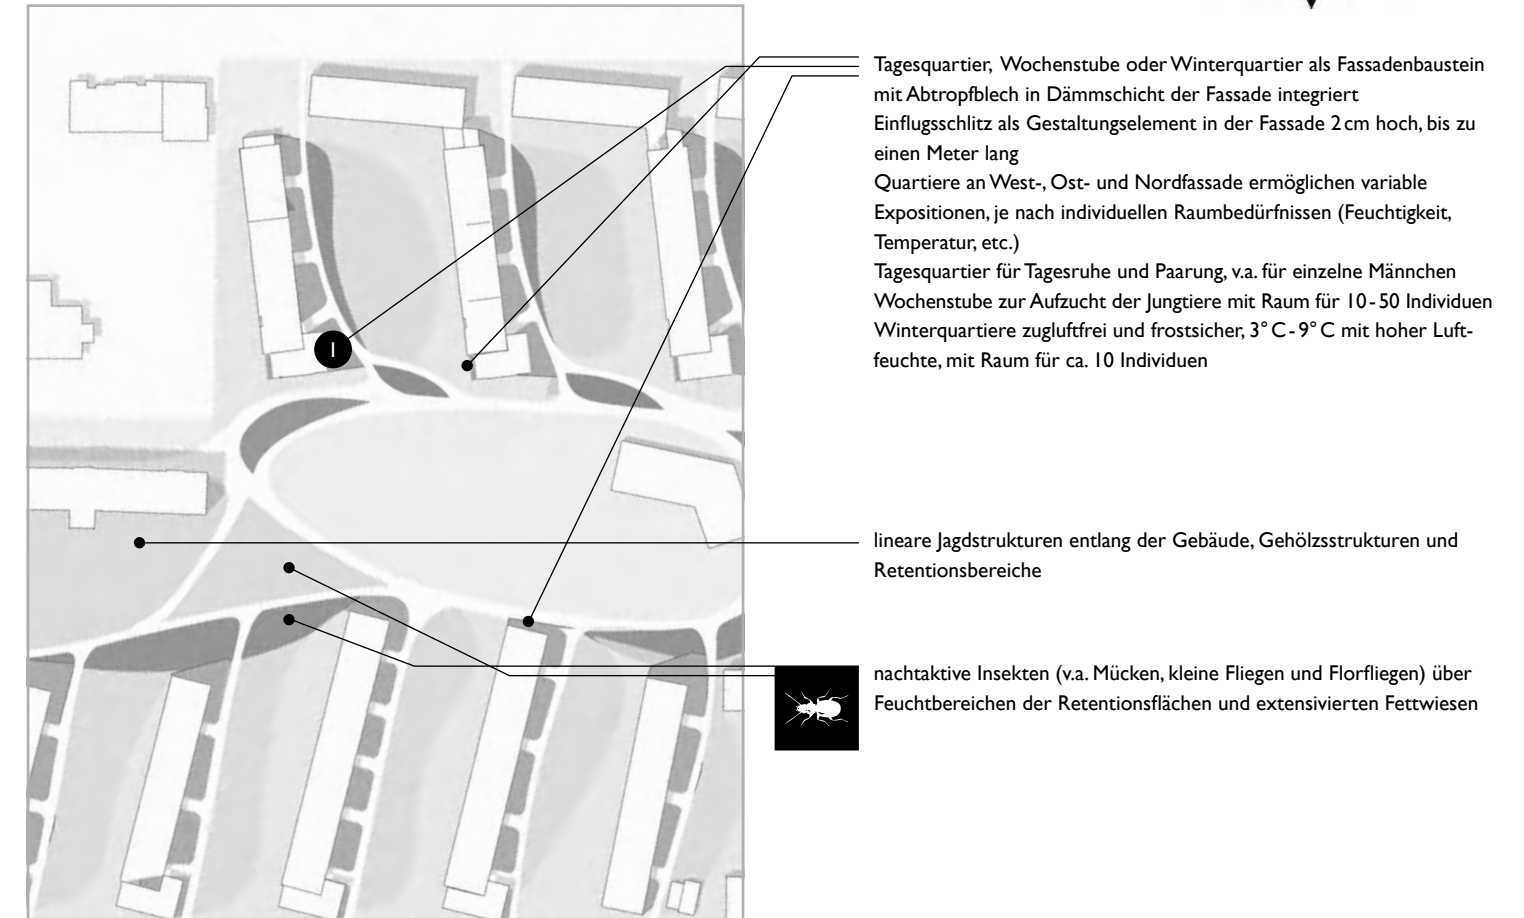 Tagesquartier, Wochenstube oder Winterquartier als Fassadenbaustein
mit Abtropfblech in Dämmschicht der Fassade integriert
Einflugsschlitz als Gestaltungselement in der Fassade 2 cm hoch, bis zu
einen Meter lang
Quartiere an West-, Ost- und Nordfassade ermöglichen variable
Expositionen, je nach individuellen Raumbedürfnissen (Feuchtigkeit,
Temperatur, etc.)
Tagesquartier für Tagesruhe und Paarung, v.a. für einzelne Männchen
Wochenstube zur Aufzucht der Jungtiere mit Raum für 10 - 50 Individuen
Winterquartiere zugluftfrei und frostsicher, 3° C - 9° C mit hoher Luft-
feuchte, mit Raum für ca. 10 Individuen
I
lineare Jagdstrukturen entlang der Gebäude, Gehölzsstrukturen und
Retentionsbereiche
nachtaktive Insekten (v.a. Mücken, kleine Fliegen und Florfliegen) über
Feuchtbereichen der Retentionsflächen und extensivierten Fettwiesen